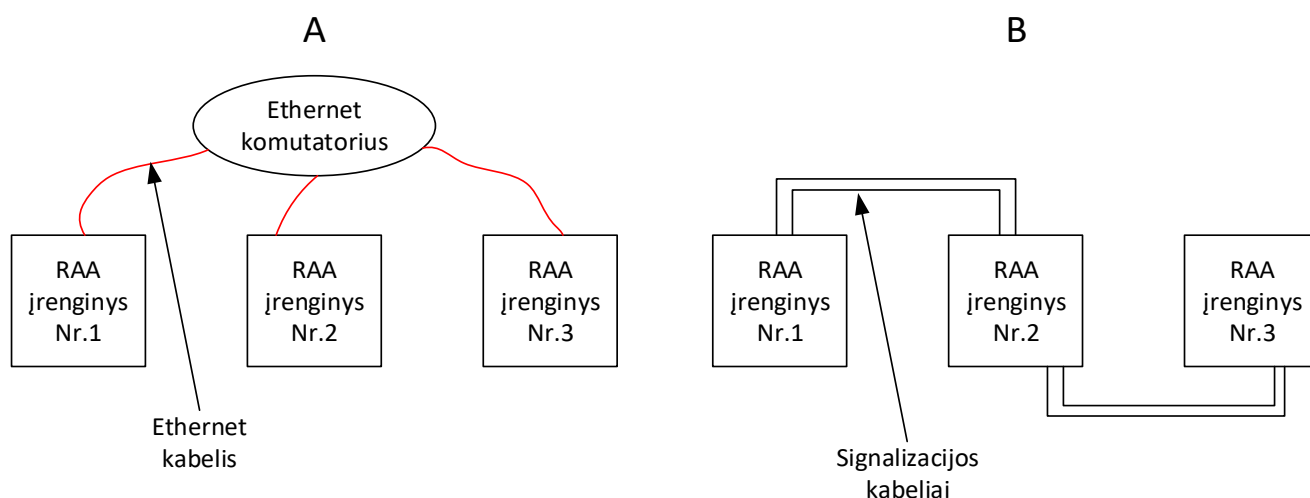 A
Ethernet
komutatorius
RAA
įrenginys
Nr.1
RAA
įrenginys
Nr.2
RAA
įrenginys
Nr.3
Ethernet
kabelis
B
RAA
įrenginys
Nr.1
RAA
įrenginys
Nr.2
RAA
įrenginys
Nr.3
Signalizacijos
kabeliai